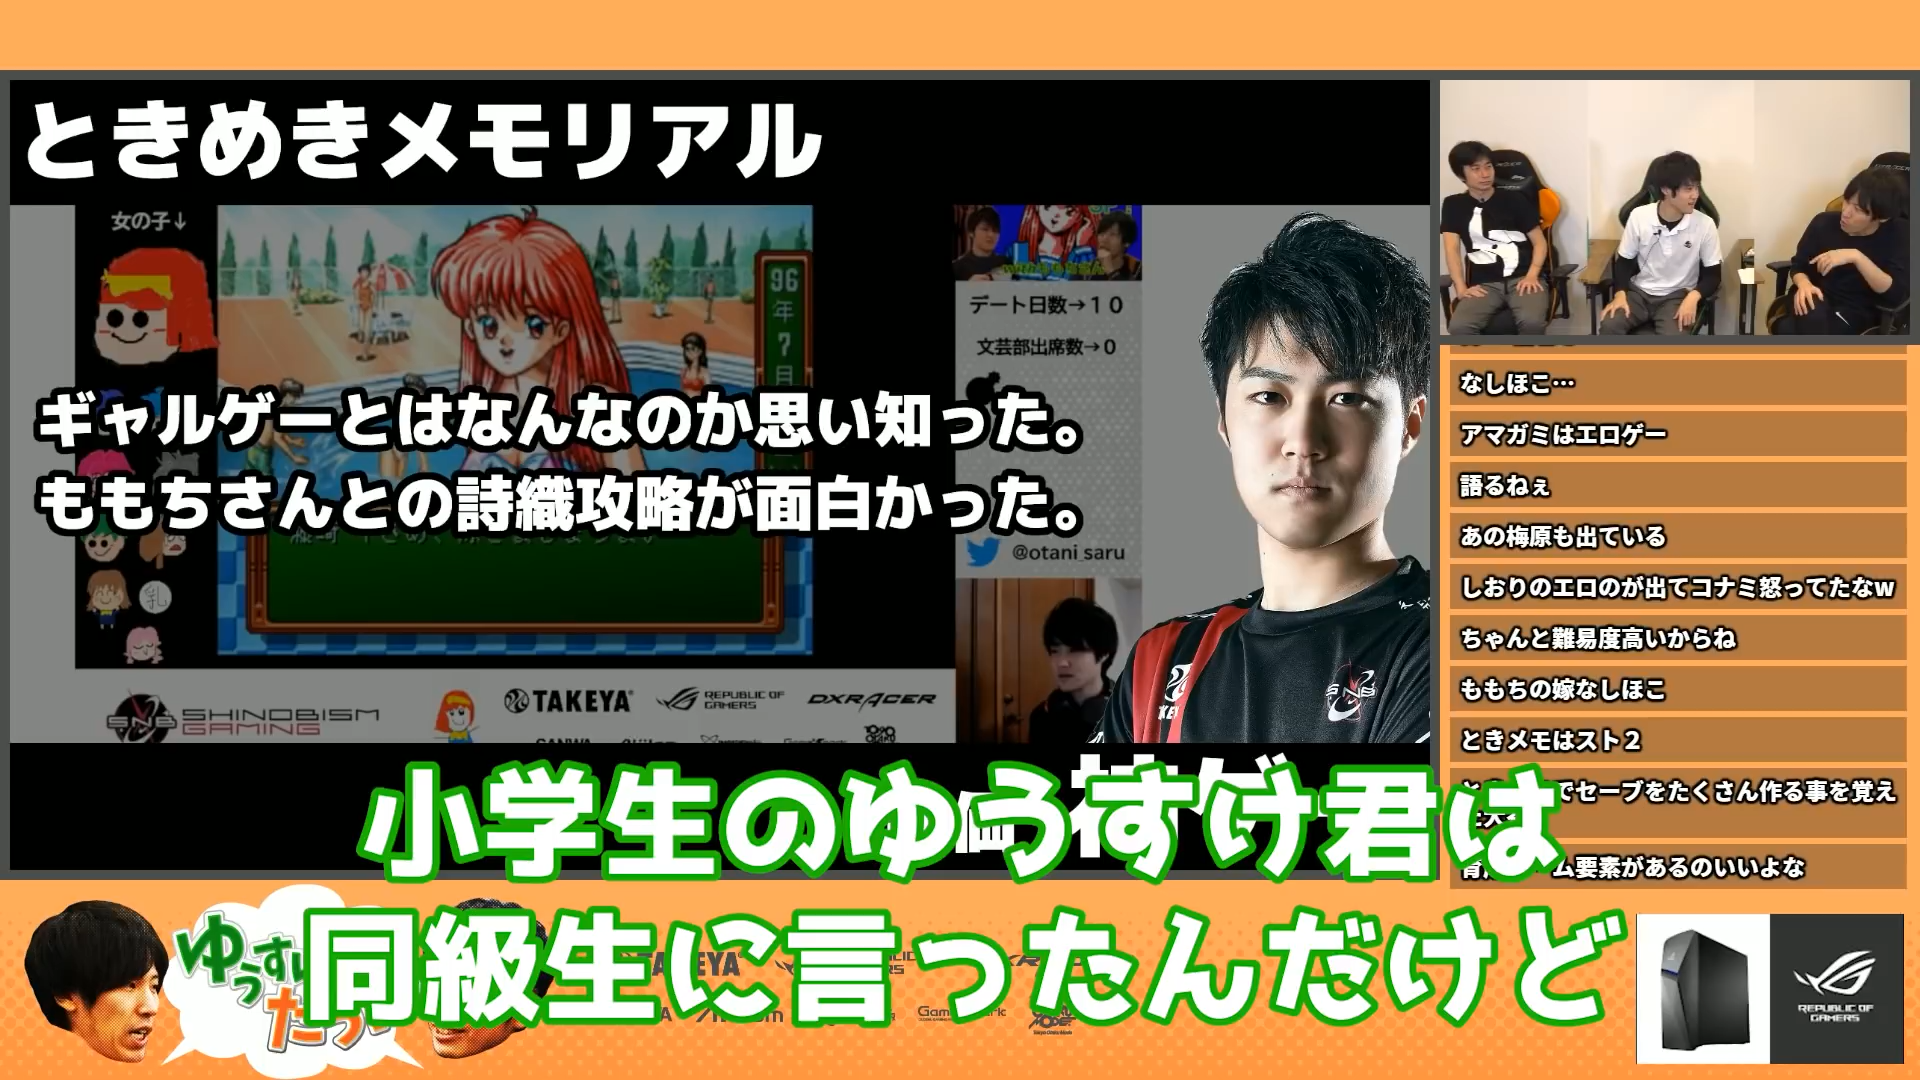 ときめきメモリアル
女の子↓
96
年
7
月
デート日数→10
文芸部出席数→0
ギャルゲーとはなんなのか思い知った。
ももちさんとの詩織攻略が面白かった。
乳
@otani_saru
SHINOBISM
GAMING
TAKEYA
REPUBLIC OF
GAMERS
DXRACER
なしほこ…
アマガミはエロゲー
語るねぇ
あの梅原も出ている
しおりのエロのが出てコナミ怒ってたなw
ちゃんと難易度高いからね
ももちの嫁なしほこ
ときメモはスト2
でセーブをたくさん作る事を覚え
ム要素があるのいいよな
小学生のゆうすけ君は
同級生に言ったんだけど
REPUBLIC OF
GAMERS